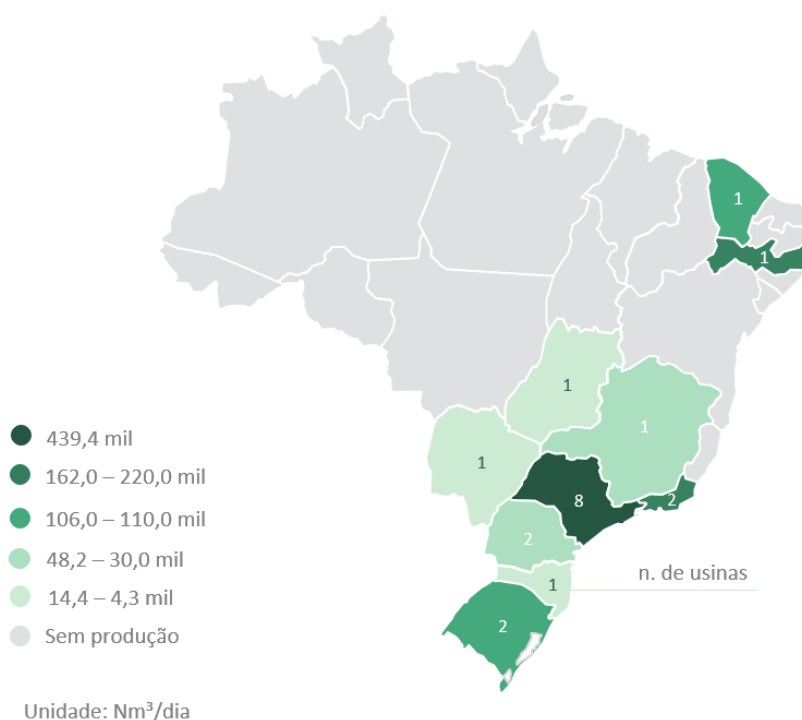 1
1
1
1
1
8
2
2
1
2
n. de usinas
439,4 mil
162,0 – 220,0 mil
106,0 – 110,0 mil
48,2 – 30,0 mil
14,4 – 4,3 mil
Sem produção
Unidade: Nm³/dia